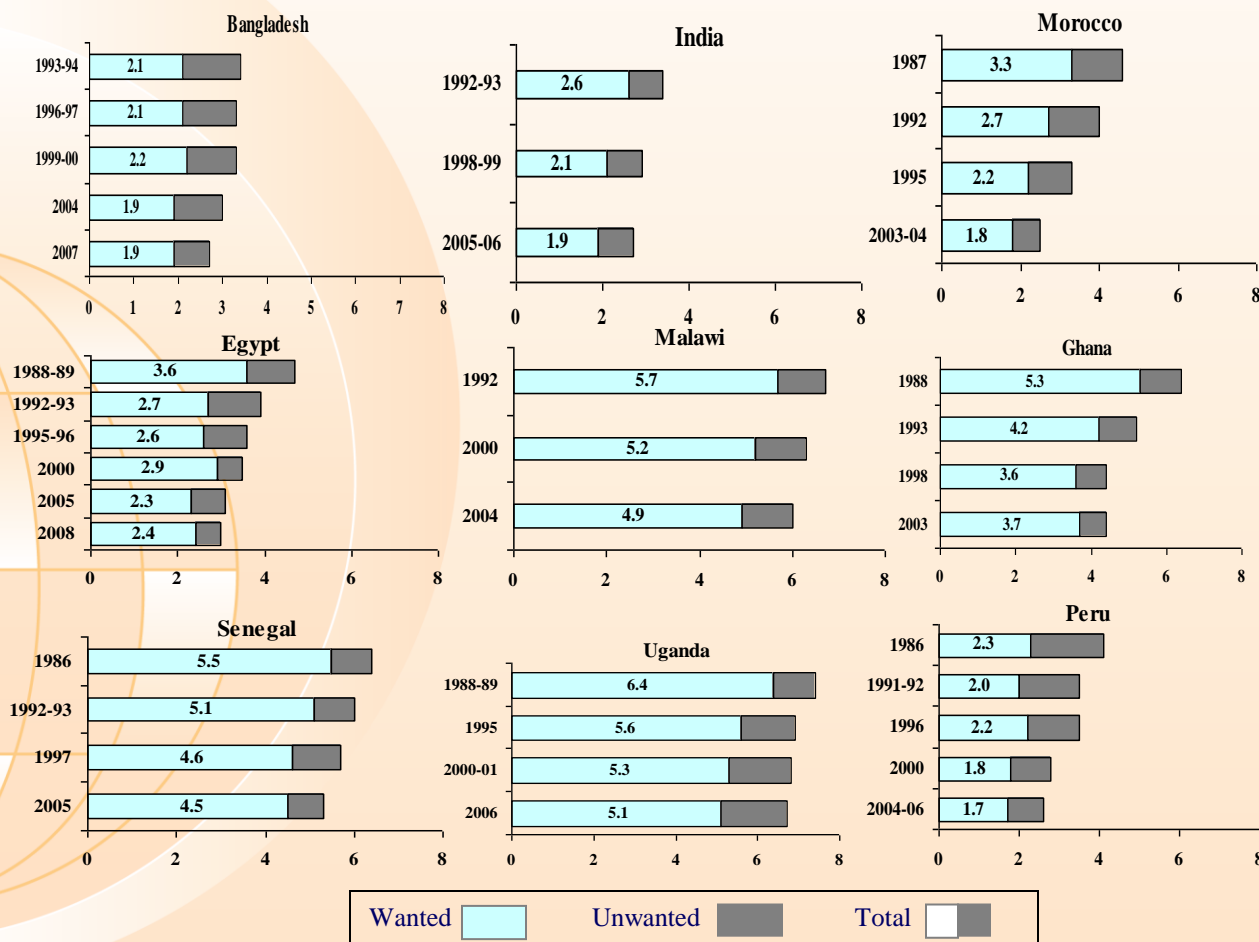 Bangladesh
1993-94 2.1
1996-97 2.1
1999-00 2.2
2004 1.9
2007 1.9
0 1 2 3 4 5 6 7 8
India
1992-93 2.6
1998-99 2.1
2005-06 1.9
0 2 4 6 8
Morocco
1987 3.3
1992 2.7
1995 2.2
2003-04 1.8
0 2 4 6 8
Egypt
1988-89 3.6
1992-93 2.7
1995-96 2.6
2000 2.9
2005 2.3
2008 2.4
0 2 4 6 8
Malawi
1992 5.7
2000 5.2
2004 4.9
0 2 4 6 8
Ghana
1988 5.3
1993 4.2
1998 3.6
2003 3.7
0 2 4 6 8
Senegal
1986 5.5
1992-93 5.1
1997 4.6
2005 4.5
0 2 4 6 8
Uganda
1988-89 6.4
1995 5.6
2000-01 5.3
2006 5.1
0 2 4 6 8
Peru
1986 2.3
1991-92 2.0
1996 2.2
2000 1.8
2004-06 1.7
0 2 4 6 8
Wanted Unwanted Total